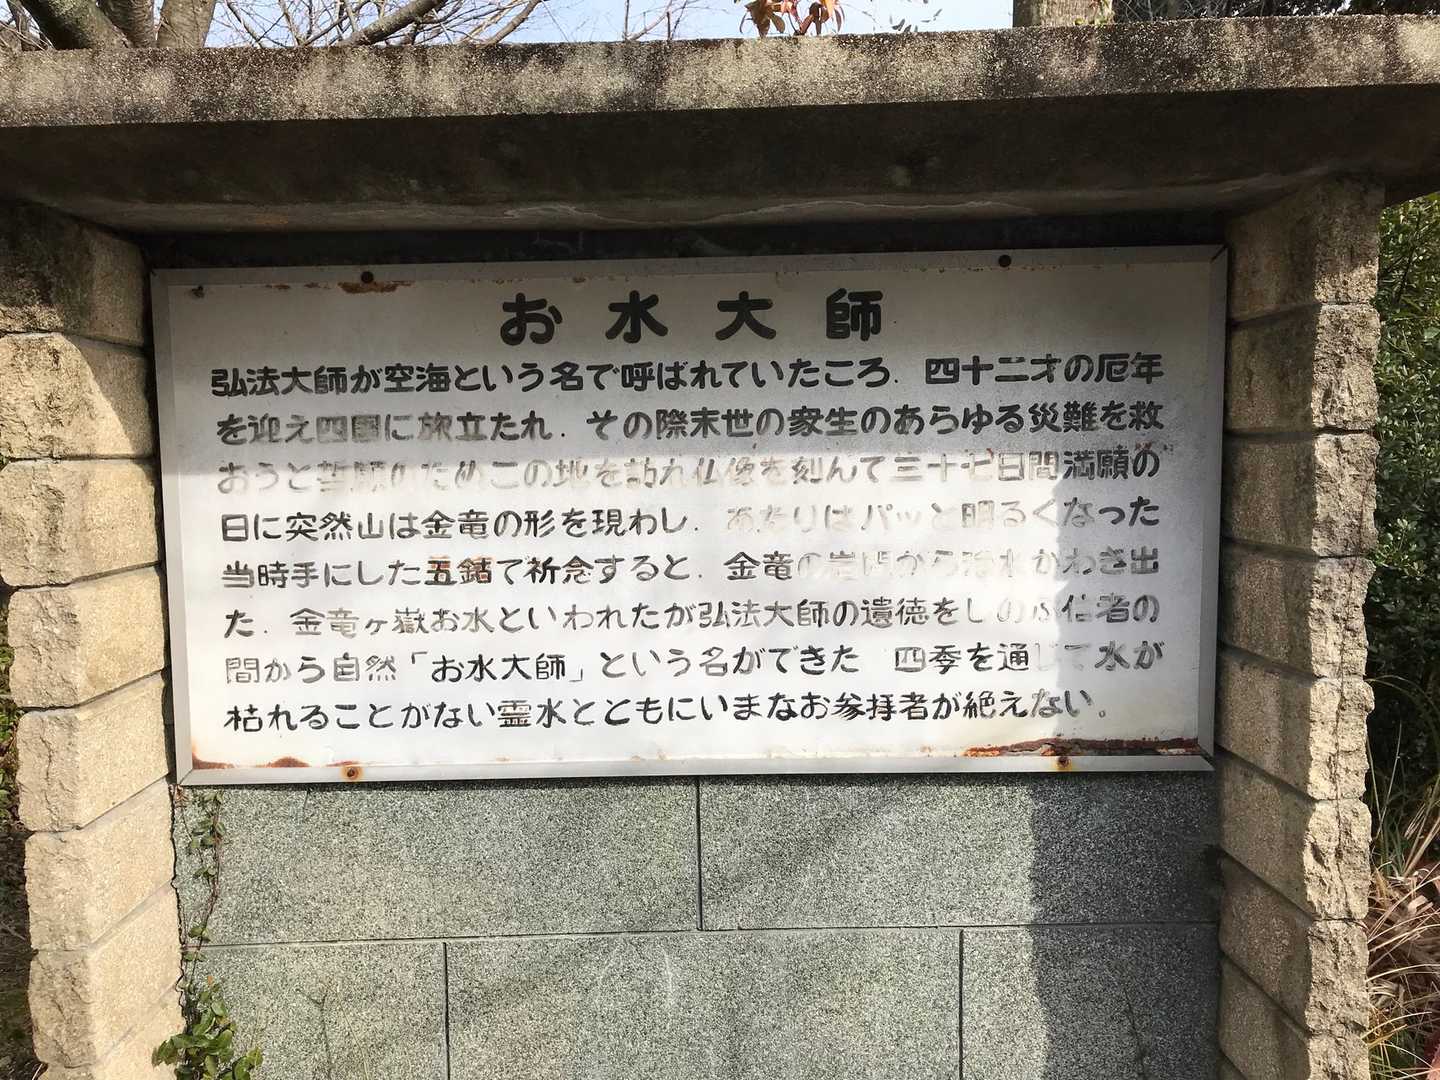 お水大師
弘法大師が空海という名で呼ばれていたころ．四十二才の厄年
を迎え四国に旅立たれ．その際末世の衆生のあらゆる災難を救
おうと誓願のためこの地を訪れ仏像を刻んで三十七日間満願の
日に突然山は金竜の形を現わし．あたりはパッと明るくなった
当時手にした五鈷で祈念すると．金竜の岩間から浄水がわき出
た．金竜ヶ嶽お水といわれたが弘法大師の遺徳をしのぶ信者の
間から自然「お水大師」という名ができた 四季を通じて水が
枯れることがない霊水とともにいまなお参拝者が絶えない。